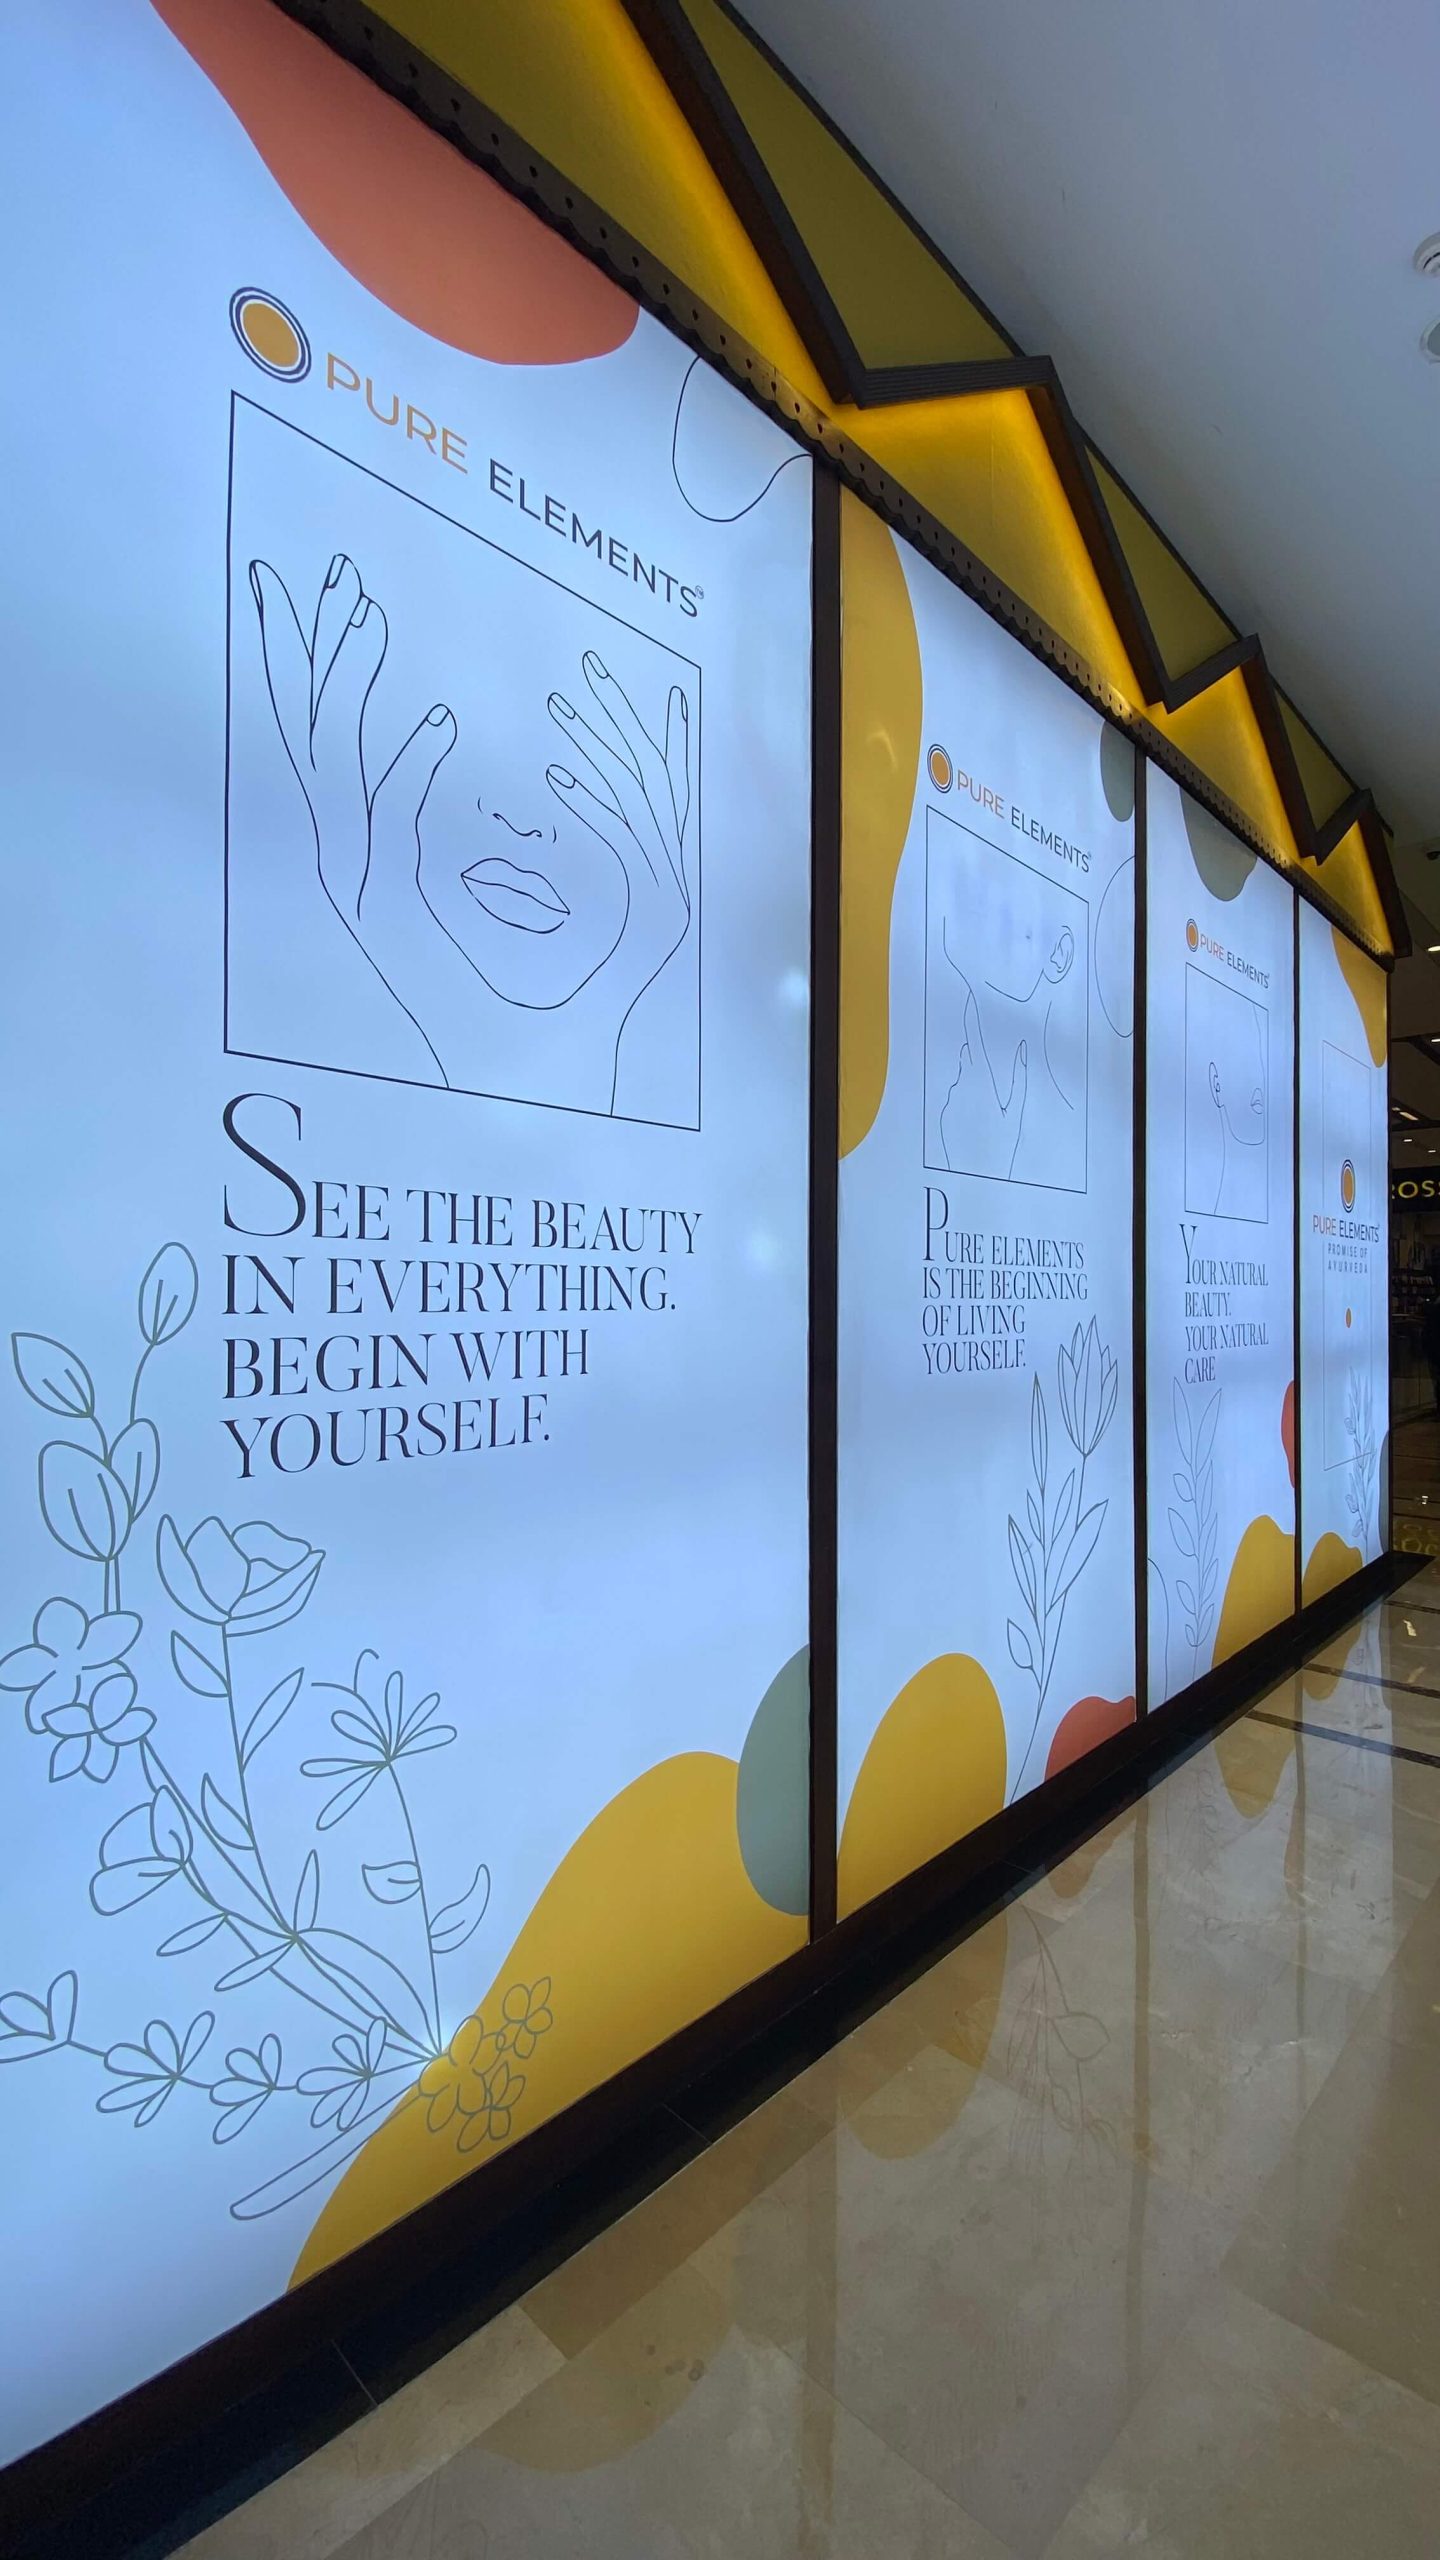 PURE ELEMENTS
SEE THE BEAUTY
IN EVERYTHING.
BEGIN WITH
YOURSELF.
PURE ELEMENTS
PURE ELEMENTS
IS THE BEGINNING
OF LIVING
YOURSELF.
PURE ELEMENTS
YOUR NATURAL
BEAUTY.
YOUR NATURAL
CARE
PURE ELEMENTS
PROMISE OF
AYURVEDA